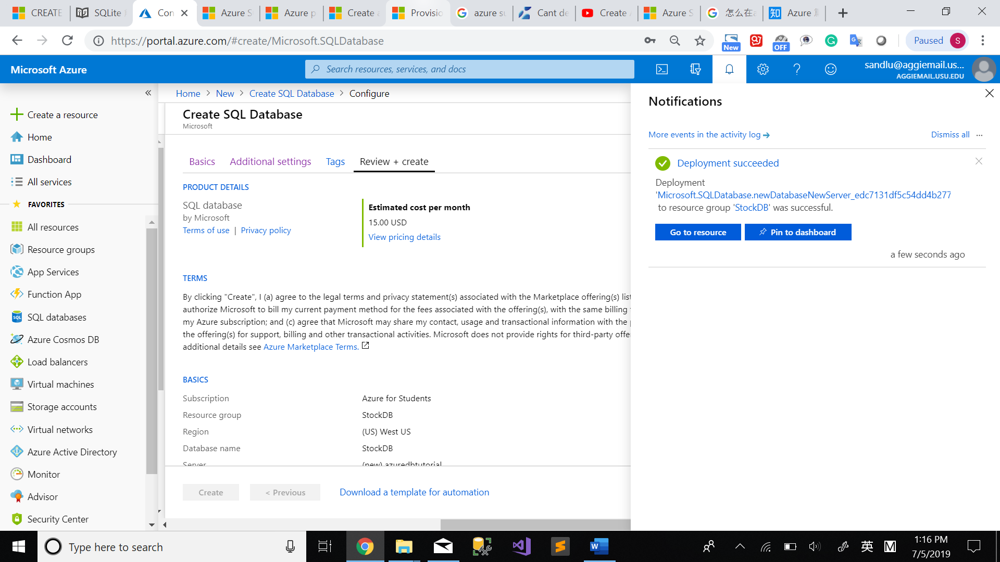 CREATE
SQLite
Con
Azure S
Azure p
Create a
Provisio
azure su
Cant de
Create
Azure S
怎么在a
Azure
https://portal.azure.com/#create/Microsoft.SQLDatabase
New
OFF
Paused
S
Microsoft Azure
Search resources, services, and docs
sandlu@aggiemail.us...
AGGIEMAIL.USU.EDU
Create a resource
Home
Dashboard
All services
FAVORITES
All resources
Resource groups
App Services
Function App
SQL databases
Azure Cosmos DB
Load balancers
Virtual machines
Storage accounts
Virtual networks
Azure Active Directory
Monitor
Advisor
Security Center
Home > New > Create SQL Database > Configure
Create SQL Database
Microsoft
Basics Additional settings Tags Review + create
PRODUCT DETAILS
SQL database
by Microsoft
Terms of use | Privacy policy
Estimated cost per month
15.00 USD
View pricing details
TERMS
By clicking "Create", I (a) agree to the legal terms and privacy statement(s) associated with the Marketplace offering(s) list
authorize Microsoft to bill my current payment method for the fees associated with the offering(s), with the same billing
my Azure subscription; and (c) agree that Microsoft may share my contact, usage and transactional information with the
the offering(s) for support, billing and other transactional activities. Microsoft does not provide rights for third-party offe
additional details see Azure Marketplace Terms.
BASICS
Subscription Azure for Students
Resource group StockDB
Region (US) West US
Database name StockDB
Server (new) azuredbtutorial
Create
< Previous
Download a template for automation
Notifications
More events in the activity log
Dismiss all ...
Deployment succeeded
Deployment
'Microsoft.SQLDatabase.newDatabaseNewServer_edc7131df5c54dd4b277
to resource group 'StockDB' was successful.
Go to resource
Pin to dashboard
a few seconds ago
Type here to search
英
M
1:16 PM
7/5/2019